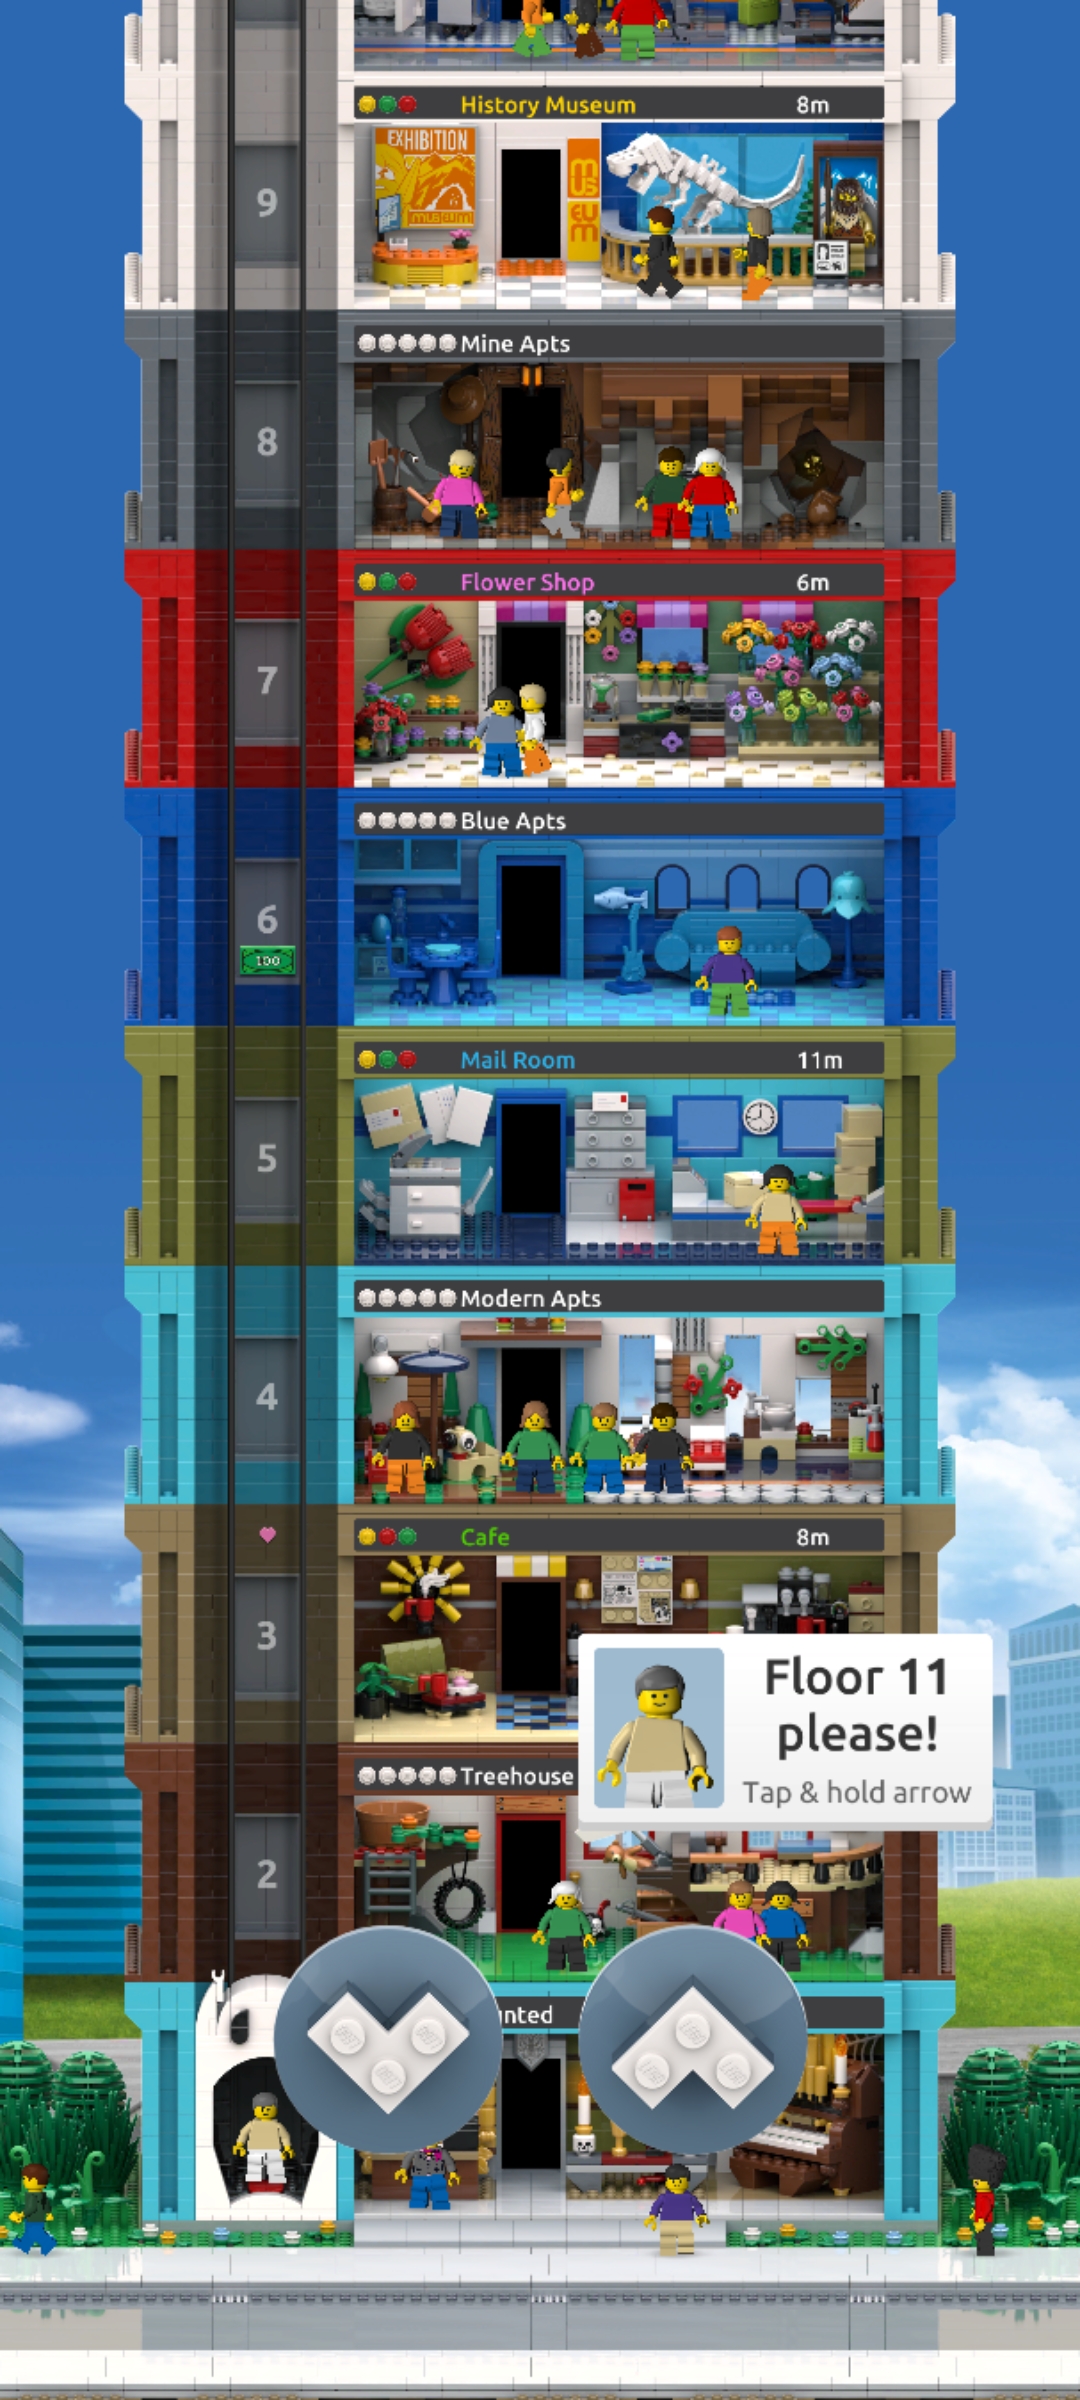 History Museum 8m
EXHIBITION
MUSEUM
MUSEUM
9
Mine Apts
8
Flower Shop 6m
7
Blue Apts
6
100
Mail Room 11m
5
Modern Apts
4
Cafe 8m
3
Floor 11
please!
Tap & hold arrow
Treehouse
2
nted